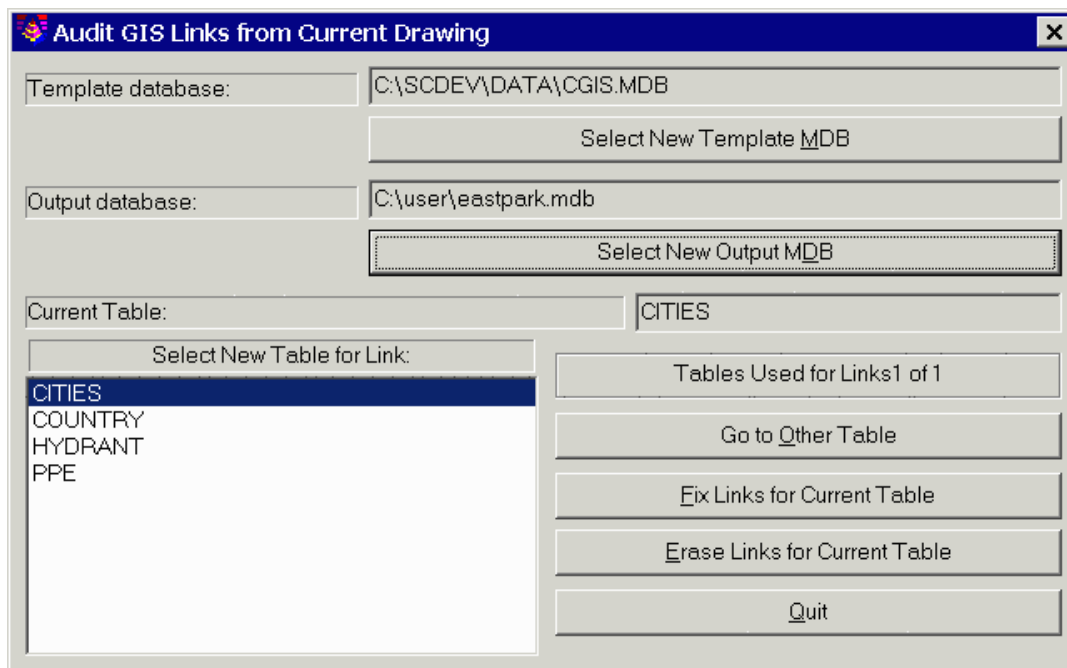 Audit GIS Links from Current Drawing
Template database:
C:\SCDEV\DATA\CGIS.MDB
Select New Template MDB
Output database:
C:\user\eastpark.mdb
Select New Output MDB
Current Table:
CITIES
Select New Table for Link:
CITIES
COUNTRY
HYDRANT
PPE
Tables Used for Links1 of 1
Go to Other Table
Fix Links for Current Table
Erase Links for Current Table
Quit